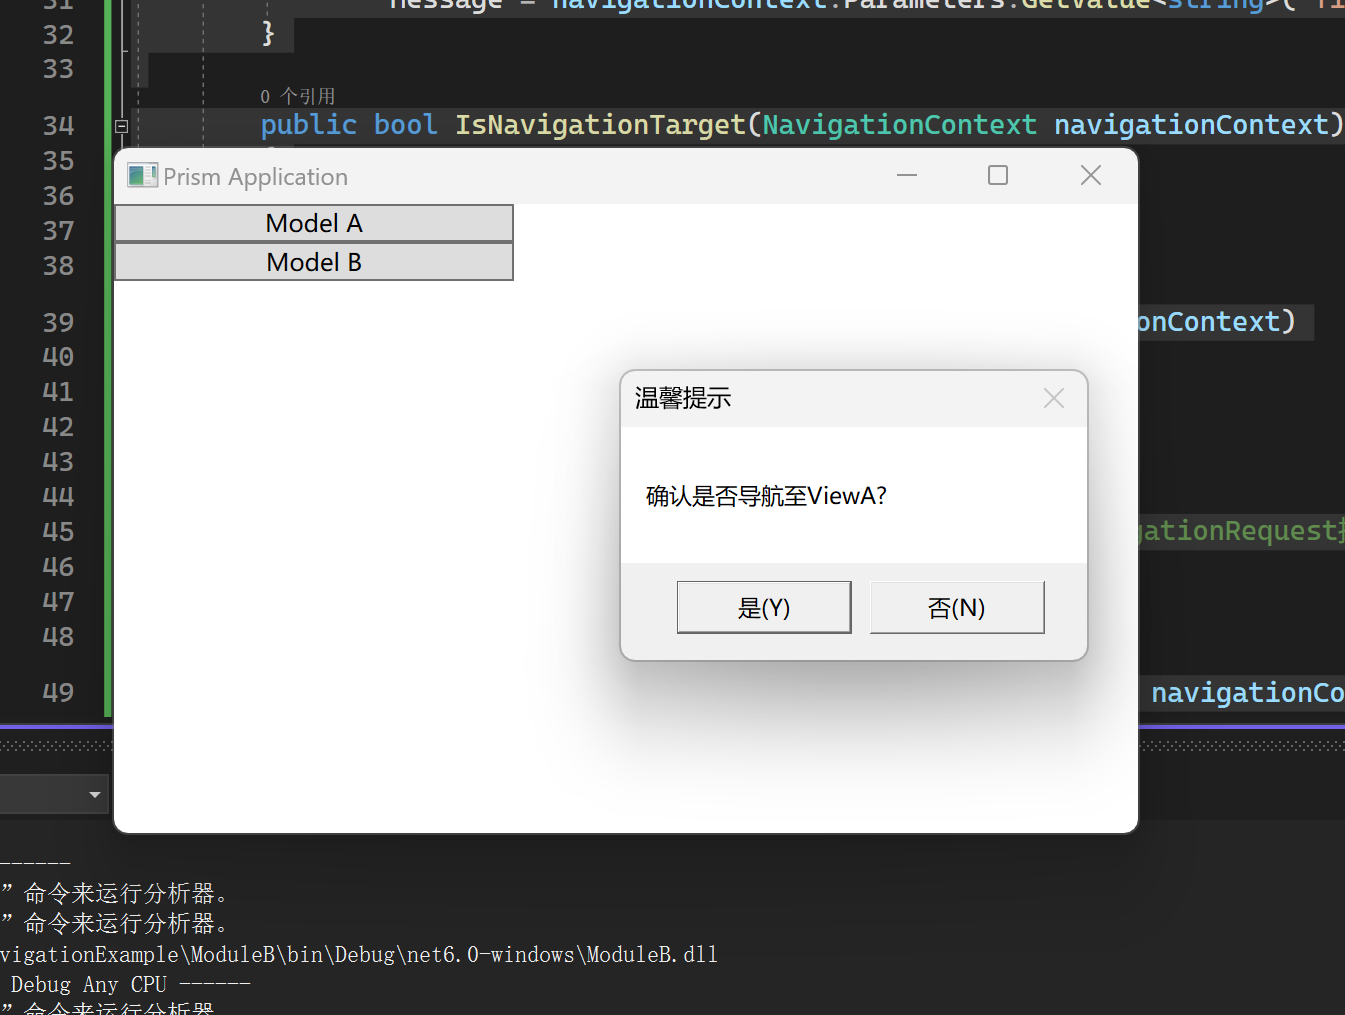 31 message = navigationContext.Parameters.GetValue<string>(
32 }
33
0 个引用
34 public bool IsNavigationTarget(NavigationContext navigationContext)
35
Prism Application
36
Model A
37
Model B
38
39 onContext)
40
41
温馨提示
42
43
44
确认是否导航至ViewA?
45 gationRequest
46
47
是(Y) 否(N)
48
49 navigationCo
------
”命令来运行分析器。
”命令来运行分析器。
vigationExample\ModuleB\bin\Debug\net6.0-windows\ModuleB.dll
Debug Any CPU ------
”命令来运行分析器